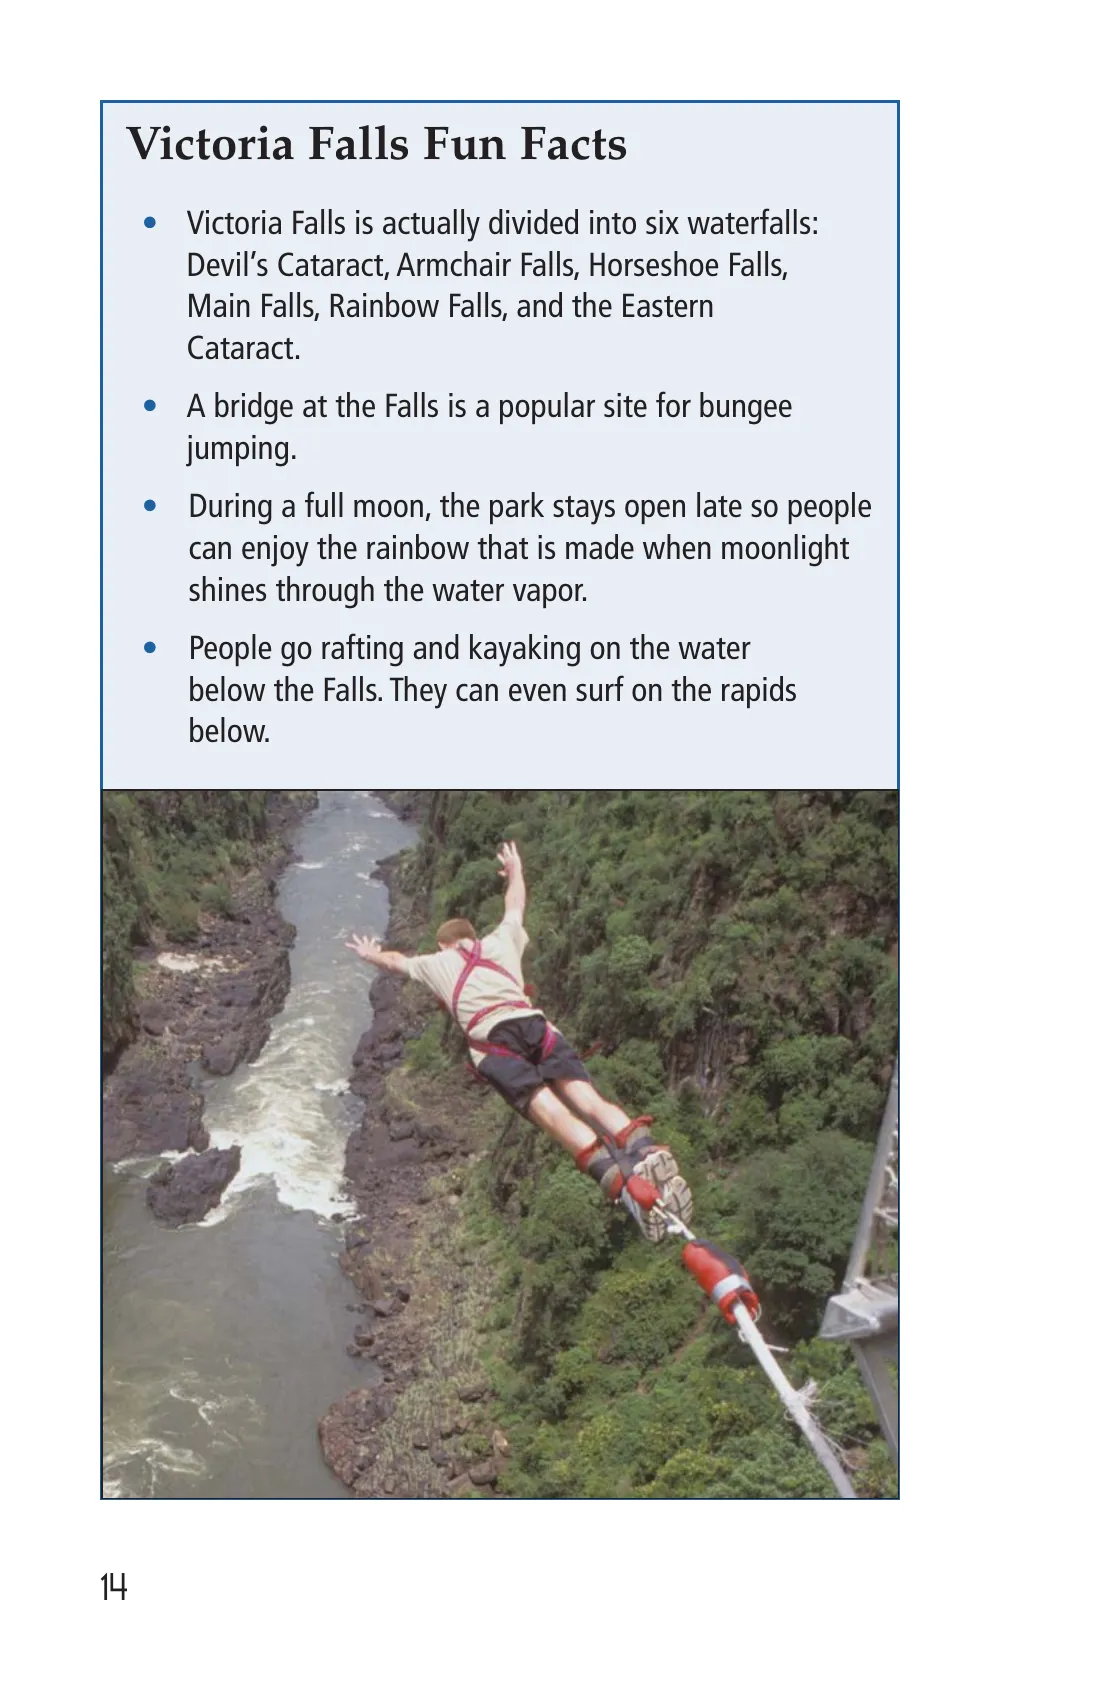 Victoria Falls Fun Facts
• Victoria Falls is actually divided into six waterfalls:
Devil’s Cataract, Armchair Falls, Horseshoe Falls,
Main Falls, Rainbow Falls, and the Eastern
Cataract.
• A bridge at the Falls is a popular site for bungee
jumping.
• During a full moon, the park stays open late so people
can enjoy the rainbow that is made when moonlight
shines through the water vapor.
• People go rafting and kayaking on the water
below the Falls. They can even surf on the rapids
below.
14